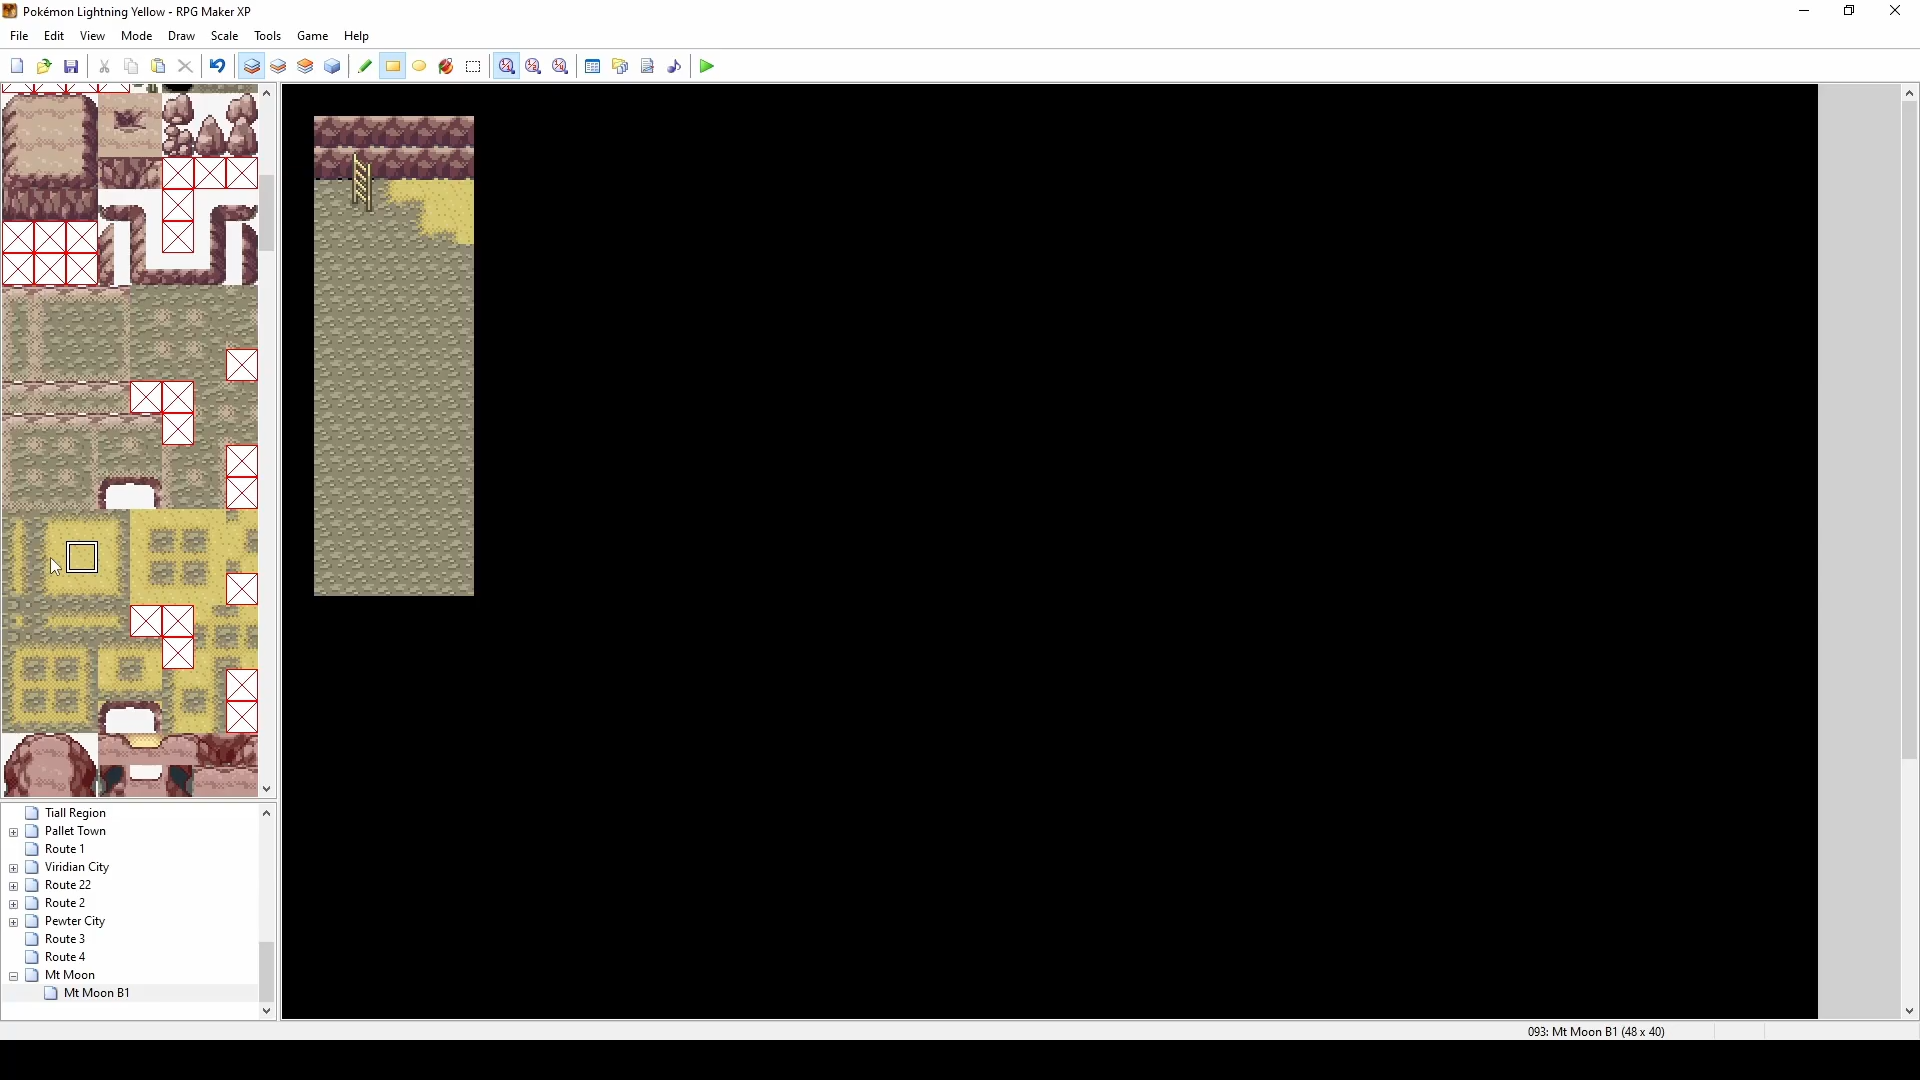 Pokémon Lightning Yellow - RPG Maker XP
File Edit View Mode Draw Scale Tools Game Help
Tiall Region
Pallet Town
Route 1
Viridian City
Route 22
Route 2
Pewter City
Route 3
Route 4
Mt Moon
Mt Moon B1
093: Mt Moon B1 (48 x 40)